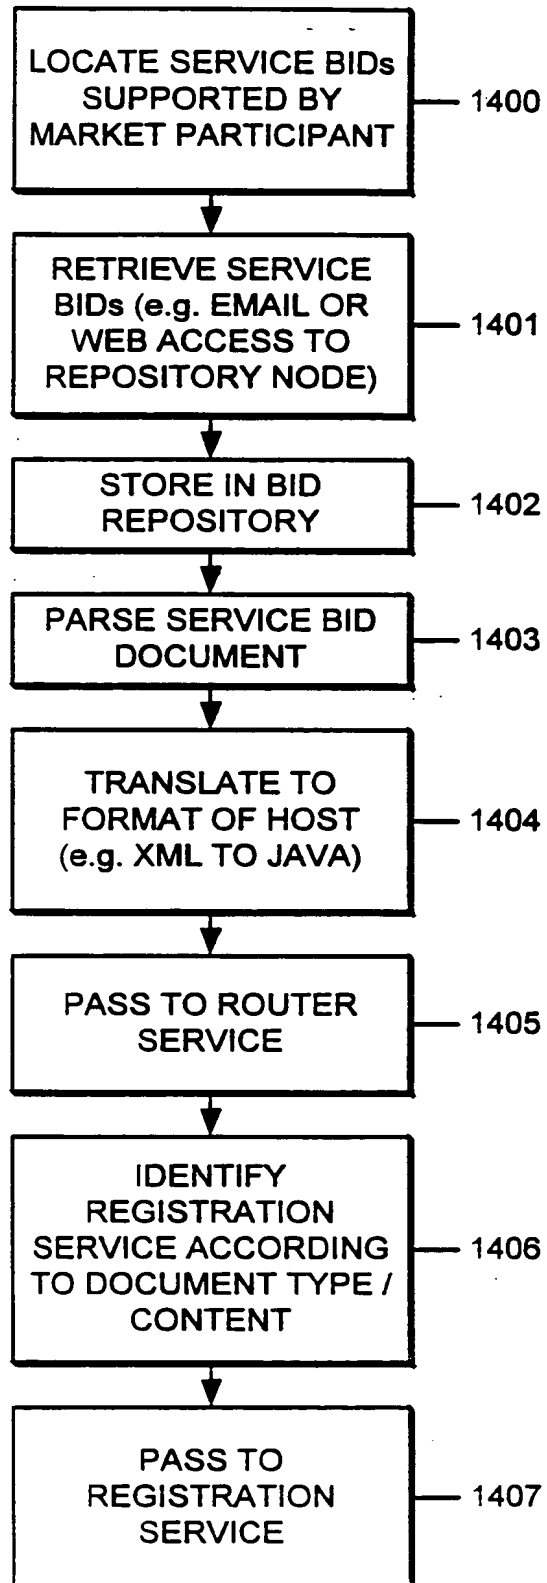 LOCATE SERVICE BIDs
SUPPORTED BY
MARKET PARTICIPANT
1400
RETRIEVE SERVICE
BIDs (e.g. EMAIL OR
WEB ACCESS TO
REPOSITORY NODE)
1401
STORE IN BID
REPOSITORY
1402
PARSE SERVICE BID
DOCUMENT
1403
TRANSLATE TO
FORMAT OF HOST
(e.g. XML TO JAVA)
1404
PASS TO ROUTER
SERVICE
1405
IDENTIFY
REGISTRATION
SERVICE ACCORDING
TO DOCUMENT TYPE /
CONTENT
1406
PASS TO
REGISTRATION
SERVICE
1407